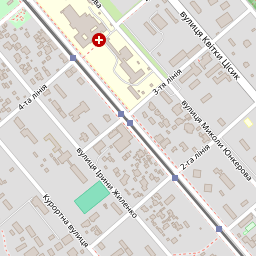 ова
вулиця Квітки Цісик
4-та лінія
3-тя лінія
вулиця Миколи Юнкерова
2-га лінія
вулиця Ірини Жиленко
Курортна вулиця